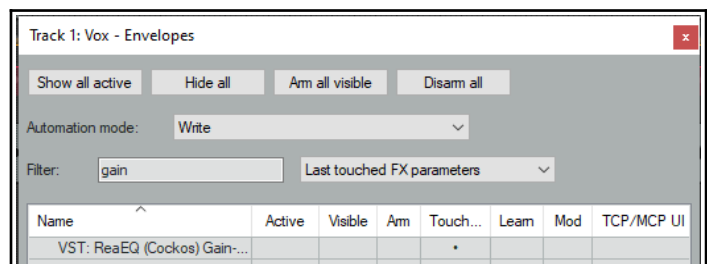 Track 1: Vox - Envelopes x
Show all active Hide all Arm all visible Disarm all
Automation mode: Write
Filter: gain Last touched FX parameters
Name Active Visible Arm Touch... Learn Mod TCP/MCP UI
VST: ReaEQ (Cockos) Gain-... •